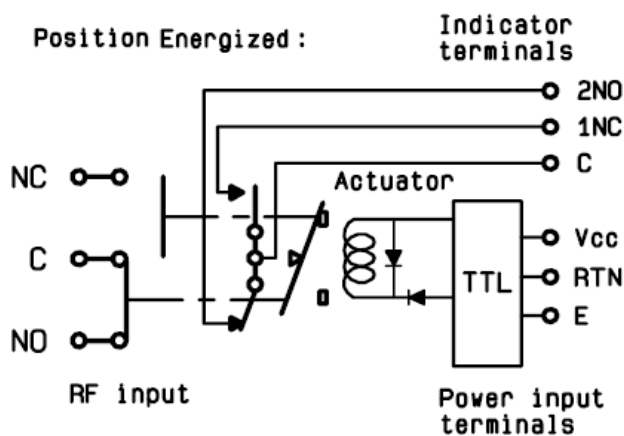 Position Energized :
Indicator
terminals
2NO
1NC
C
NC
Actuator
C
Vcc
TTL
RTN
E
NO
RF input
Power input
terminals